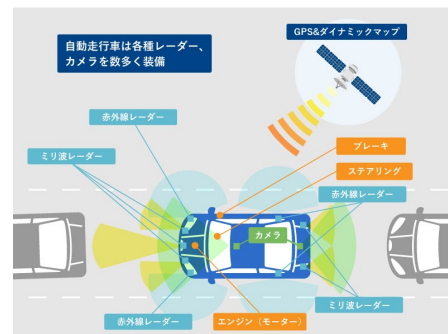 自動走行車は各種レーダー、
カメラを数多く装備
GPS&ダイナミックマップ
赤外線レーダー
ブレーキ
ミリ波レーダー
ステアリング
赤外線レーダー
カメラ
ミリ波レーダー
赤外線レーダー
エンジン（モーター）